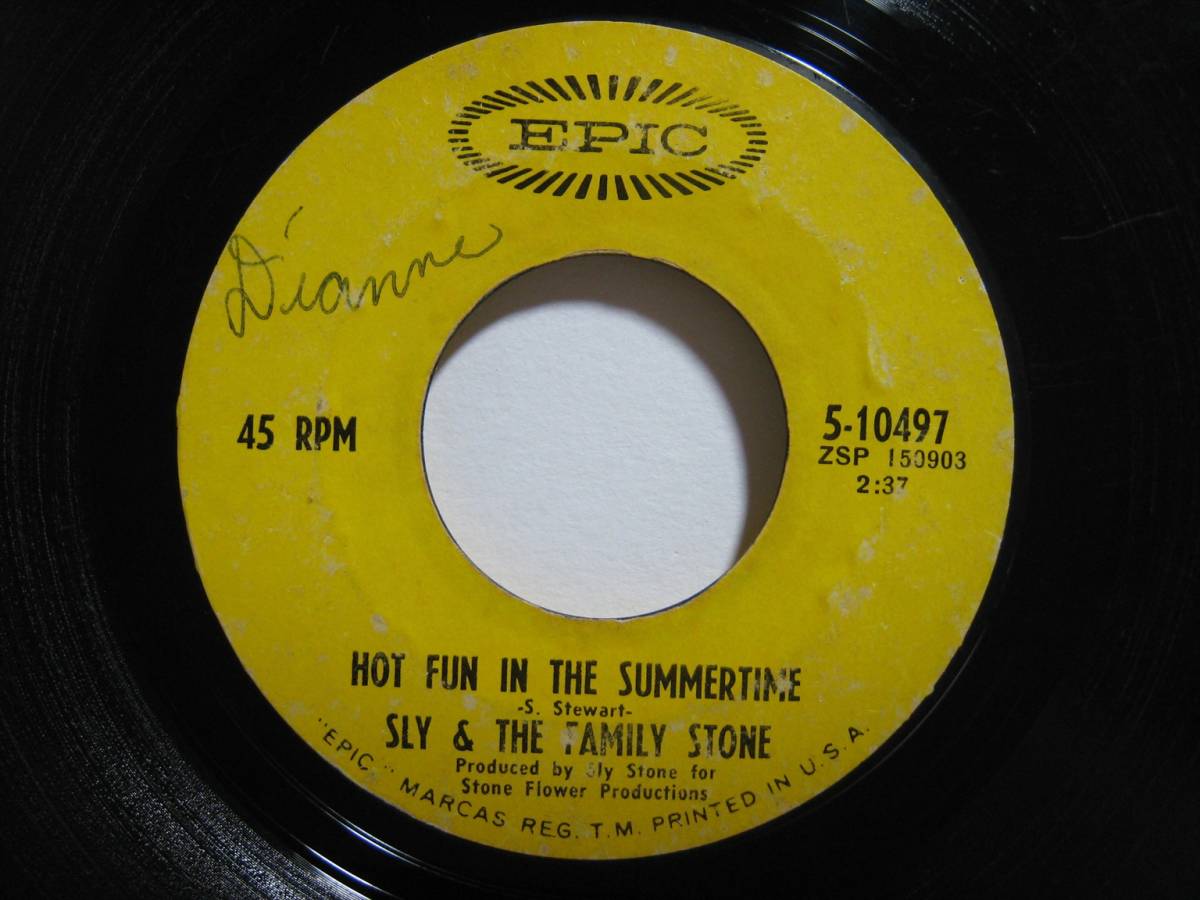 EPIC
Dianne
45 RPM
5-10497
ZSP 150903
2:37
HOT FUN IN THE SUMMERTIME
-S. Stewart-
SLY & THE FAMILY STONE
Produced by Sly Stone for
Stone Flower Productions
"EPIC" MARCAS REG. T.M. PRINTED IN U.S.A.